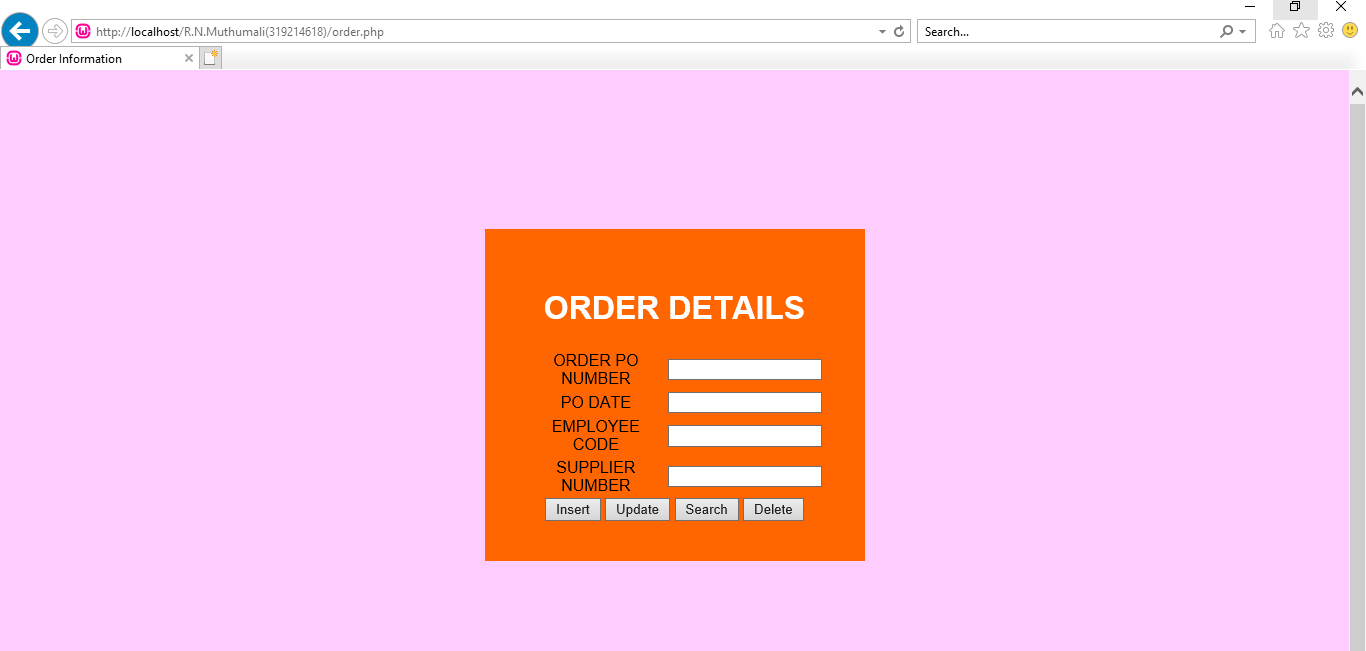 http://localhost/R.N.Muthumali(319214618)/order.php
Search...
Order Information
ORDER DETAILS
ORDER PO
NUMBER
PO DATE
EMPLOYEE
CODE
SUPPLIER
NUMBER
Insert Update Search Delete